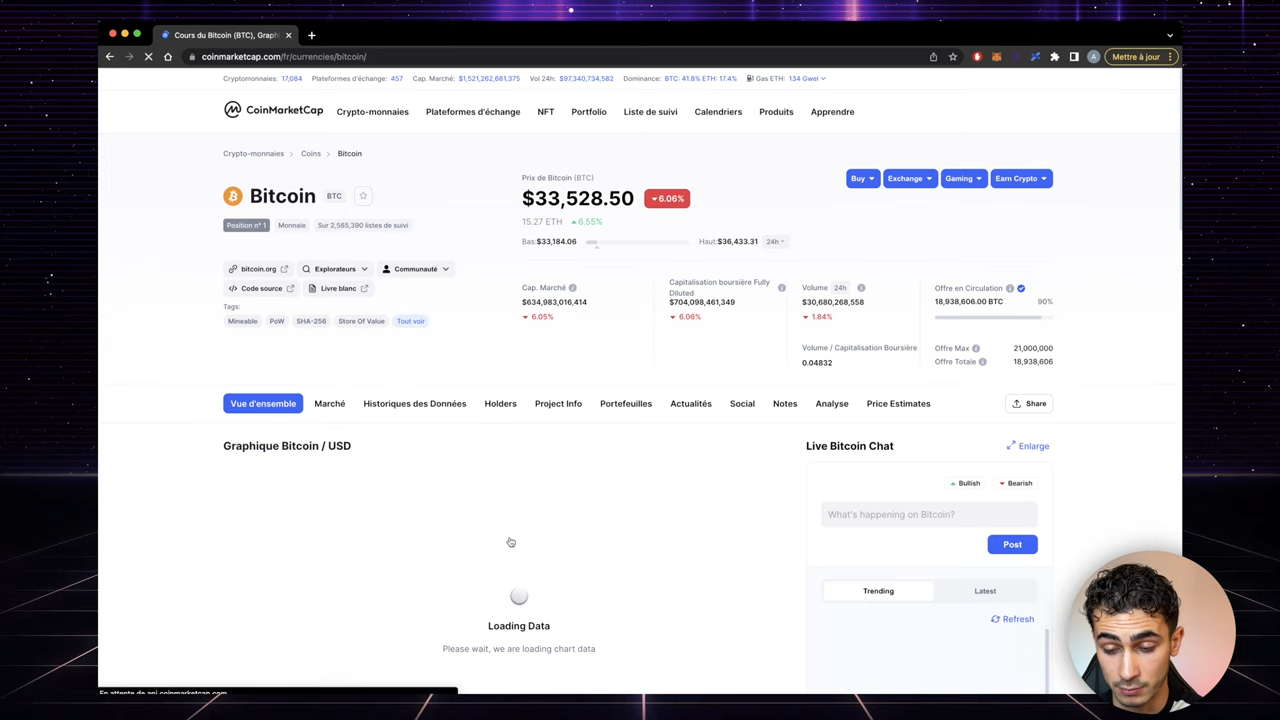 Cours du Bitcoin (BTC), Graphi
coinmarketcap.com/fr/currencies/bitcoin/
A
Mettre à jour
Cryptomonnaies: 17,084 Plateformes d'échange: 457 Cap. Marché: $1,521,262,681,375 Vol 24h: $97,340,734,582 Dominance: BTC: 41.8% ETH: 17.4% Gas ETH: 134 Gwei
CoinMarketCap Crypto-monnaies Plateformes d'échange NFT Portfolio Liste de suivi Calendriers Produits Apprendre
Crypto-monnaies Coins Bitcoin
Bitcoin BTC
Position n° 1 Monnaie Sur 2,565,390 listes de suivi
bitcoin.org Explorateurs Communauté
Code source Livre blanc
Tags:
Mineable PoW SHA-256 Store Of Value Tout voir
Prix de Bitcoin (BTC)
$33,528.50 6.06%
15.27 ETH 6.55%
Bas:$33,184.06 Haut:$36,433.31 24h
Buy Exchange Gaming Earn Crypto
Cap. Marché
$634,983,016,414
6.05%
Capitalisation boursière Fully
Diluted
$704,098,461,349
6.06%
Volume 24h
$30,680,268,558
1.84%
Volume / Capitalisation Boursière
0.04832
Offre en Circulation
18,938,606.00 BTC 90%
Offre Max 21,000,000
Offre Totale 18,938,606
Vue d'ensemble Marché Historiques des Données Holders Project Info Portefeuilles Actualités Social Notes Analyse Price Estimates Share
Graphique Bitcoin / USD
Loading Data
Please wait, we are loading chart data
Live Bitcoin Chat Enlarge
Bullish Bearish
What's happening on Bitcoin?
Post
Trending Latest
Refresh
En attente de api.coinmarketcap.com